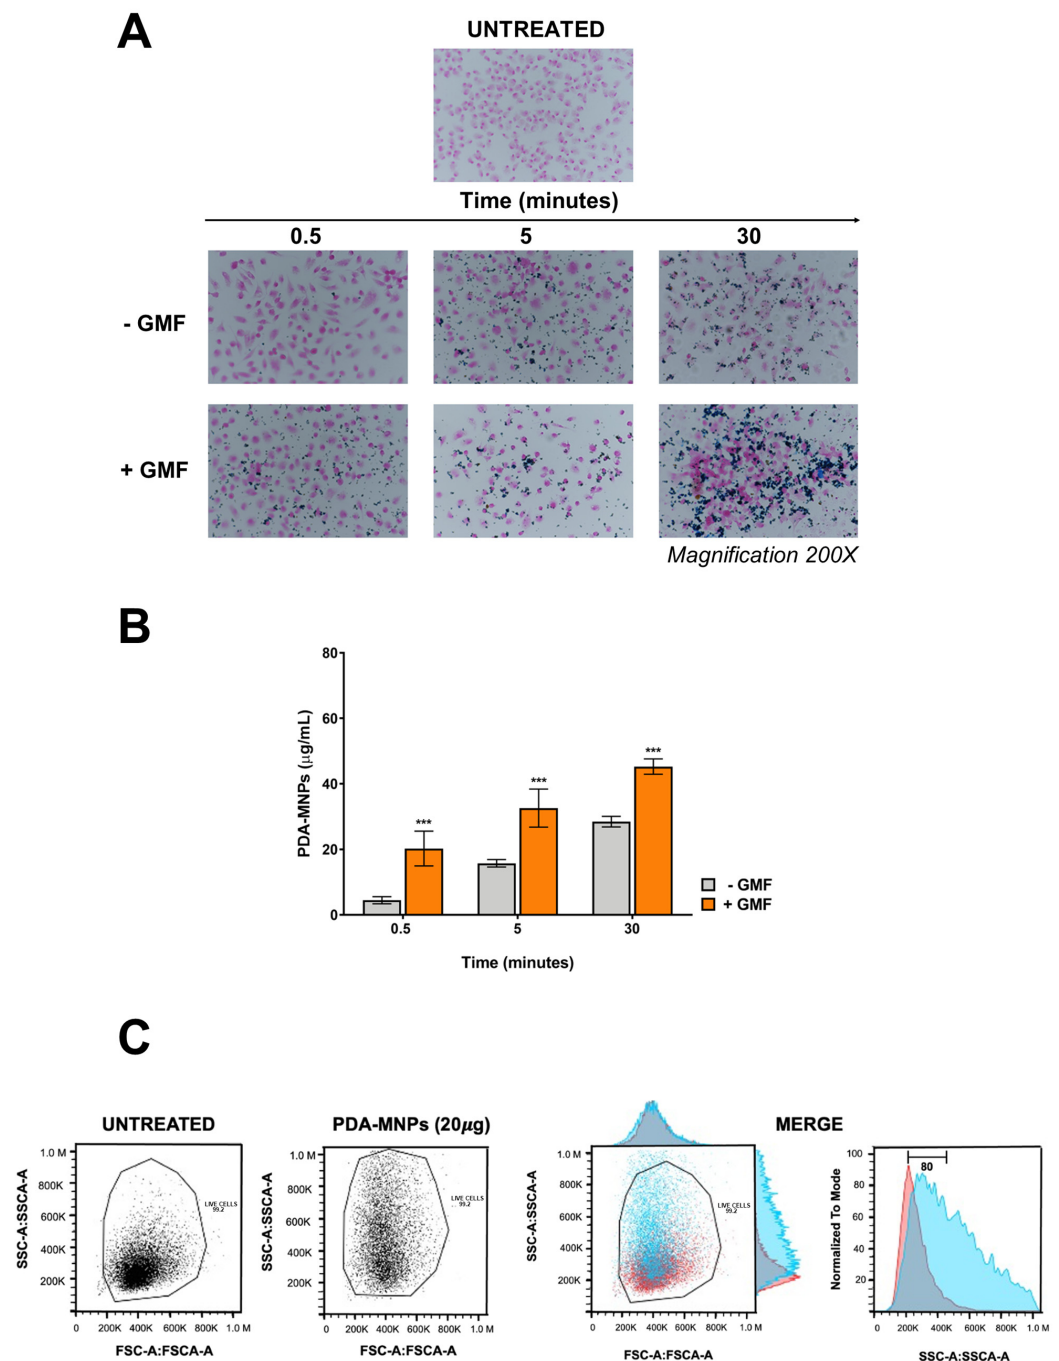 A
UNTREATED
Time (minutes)
0.5 5 30
- GMF
+ GMF
Magnification 200X
B
80
60
40
20
0
PDA-MNPs (µg/mL)
*** *** ***
0.5 5 30
Time (minutes)
- GMF
+ GMF
C
UNTREATED
1.0 M
800K
600K
400K
200K
0
SSC-A:SSCA-A
LIVE CELLS
99.2
0 200K 400K 600K 800K 1.0 M
FSC-A:FSCA-A
PDA-MNPs (20µg)
1.0 M
800K
600K
400K
200K
0
SSC-A:SSCA-A
LIVE CELLS
99.2
0 200K 400K 600K 800K 1.0 M
FSC-A:FSCA-A
MERGE
1.0 M
800K
600K
400K
200K
0
SSC-A:SSCA-A
LIVE CELLS
99.2
0 200K 400K 600K 800K 1.0 M
FSC-A:FSCA-A
80
100
80
60
40
20
Normalized To Mode
0 200K 400K 600K 800K 1.0 M
SSC-A:SSCA-A